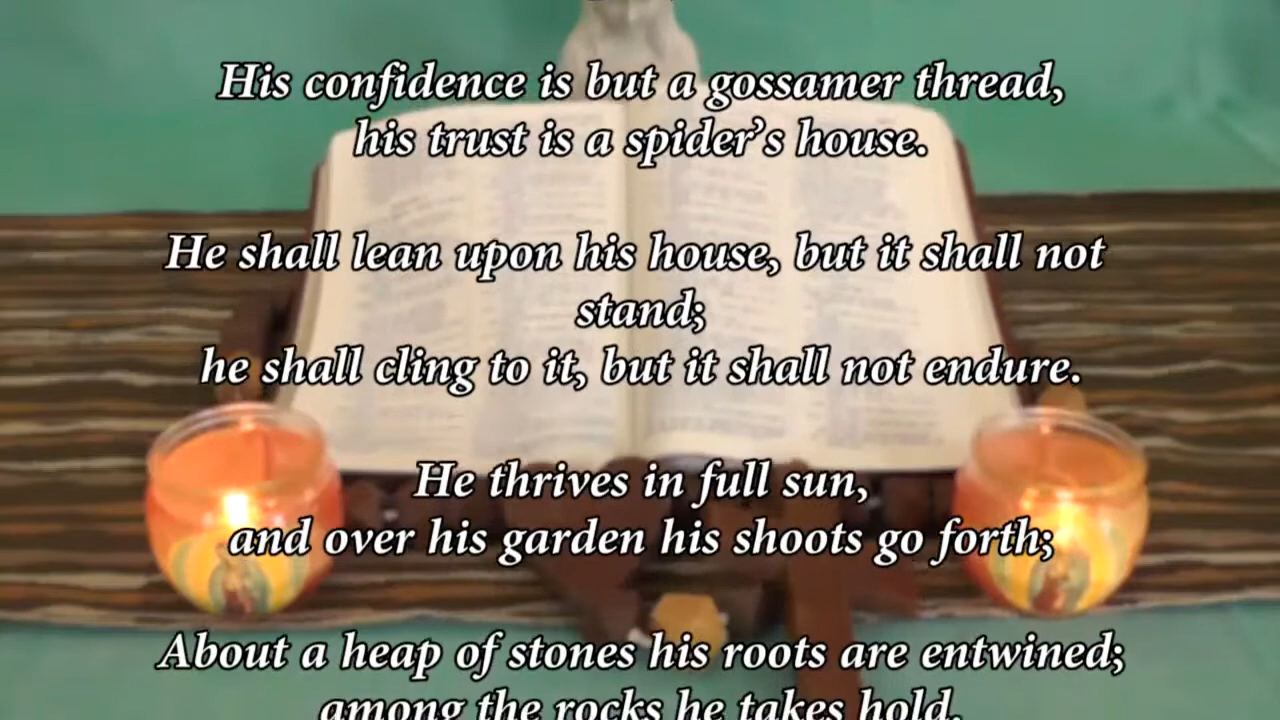 His confidence is but a gossamer thread,
his trust is a spider’s house.
He shall lean upon his house, but it shall not
stand;
he shall cling to it, but it shall not endure.
He thrives in full sun,
and over his garden his shoots go forth;
About a heap of stones his roots are entwined;
among the rocks he takes hold.